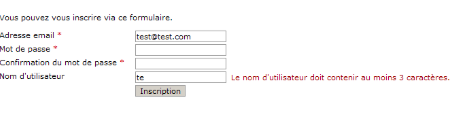 Vous pouvez vous inscrire via ce formulaire.
Adresse email * test@test.com
Mot de passe *
Confirmation du mot de passe *
Nom d'utilisateur te Le nom d'utilisateur doit contenir au moins 3 caractères.
Inscription